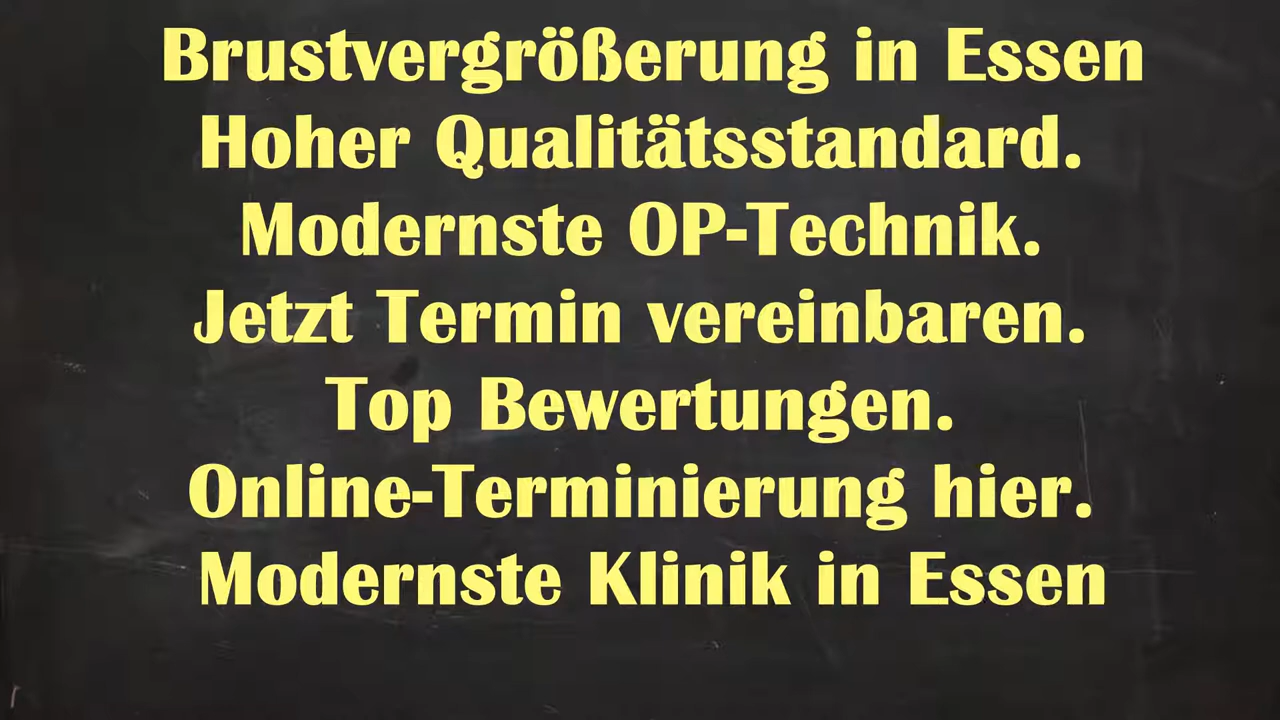 Brustvergrößerung in Essen
Hoher Qualitätsstandard.
Modernste OP-Technik.
Jetzt Termin vereinbaren.
Top Bewertungen.
Online-Terminierung hier.
Modernste Klinik in Essen